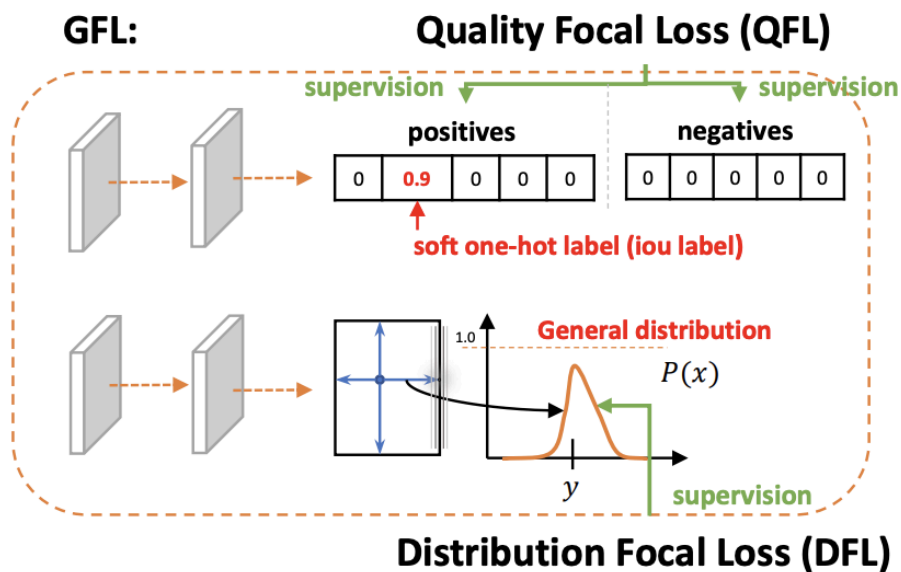 GFL:
Quality Focal Loss (QFL)
supervision
supervision
positives
negatives
0 0.9 0 0 0
0 0 0 0 0
soft one-hot label (iou label)
1.0
General distribution
P(x)
y
supervision
Distribution Focal Loss (DFL)